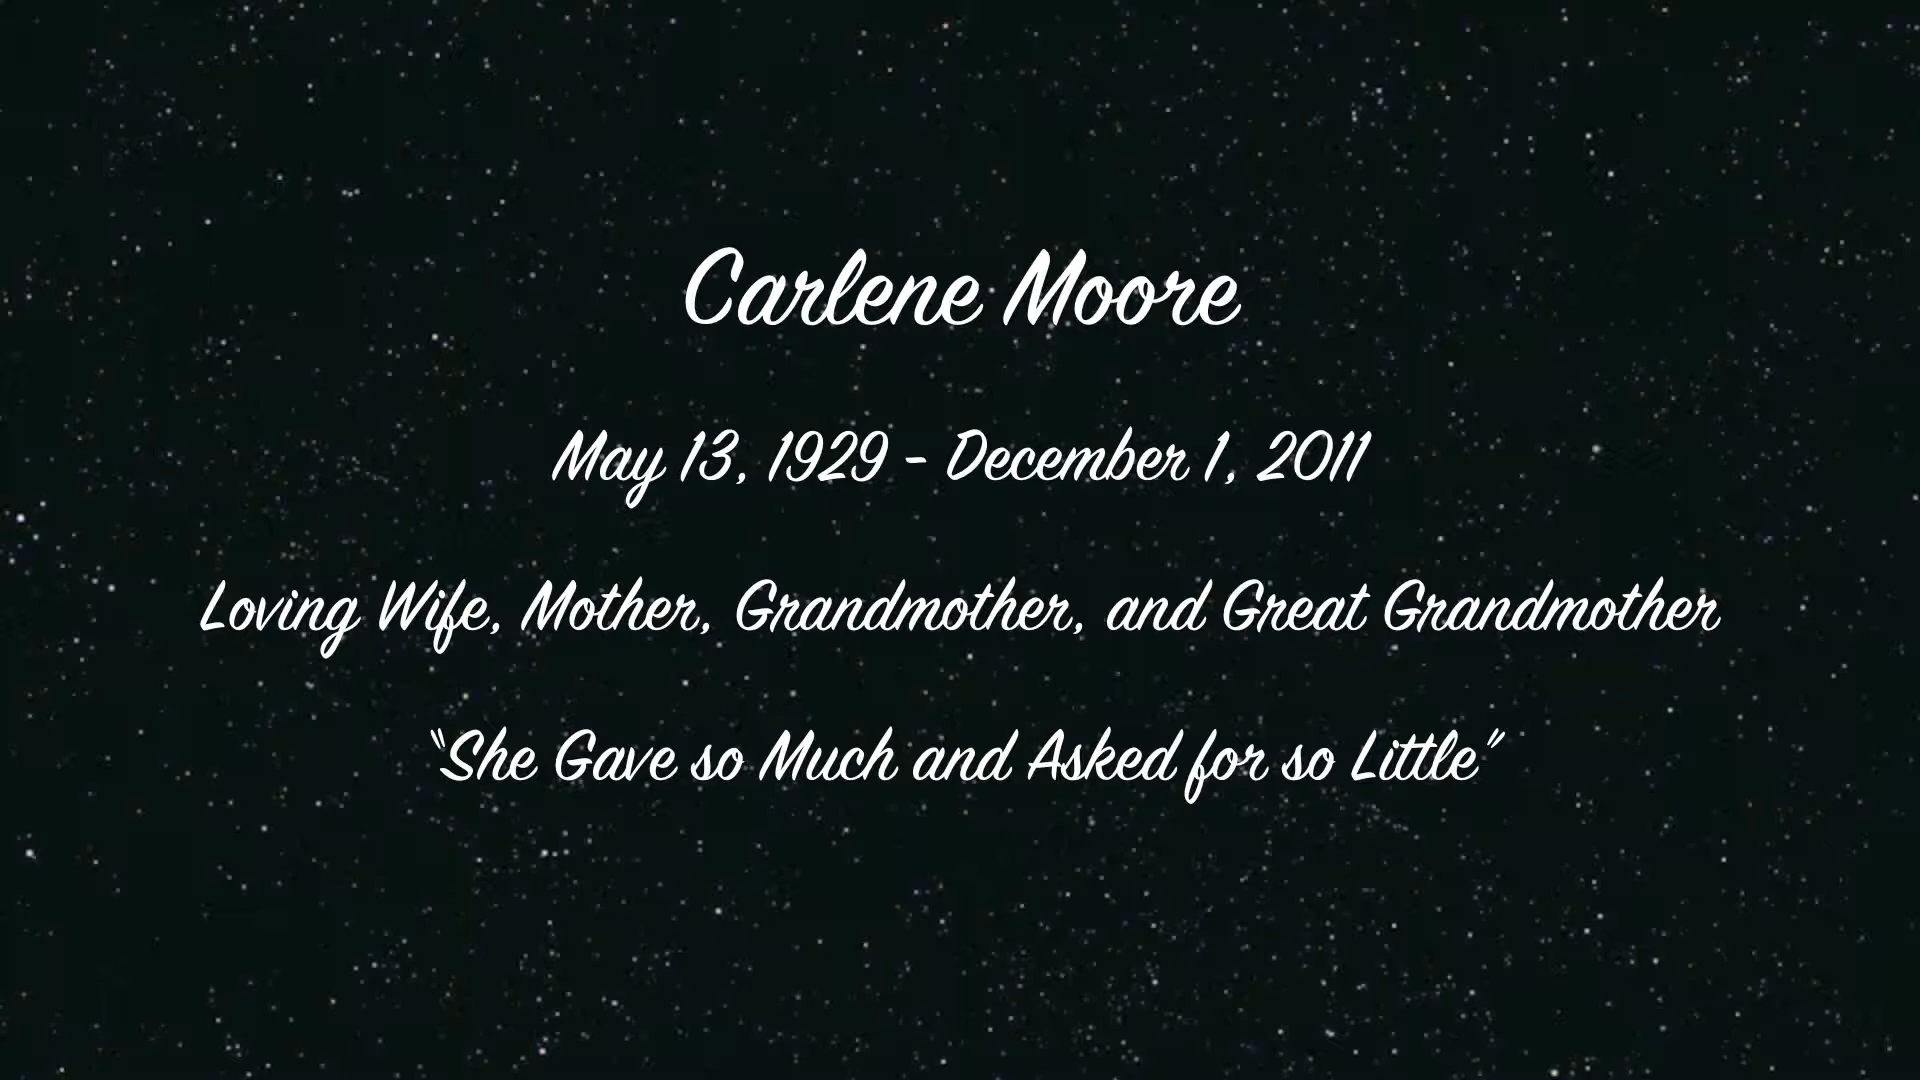 Carlene Moore
May 13, 1929 - December 1, 2011
Loving Wife, Mother, Grandmother, and Great Grandmother
“She Gave so Much and Asked for so Little”